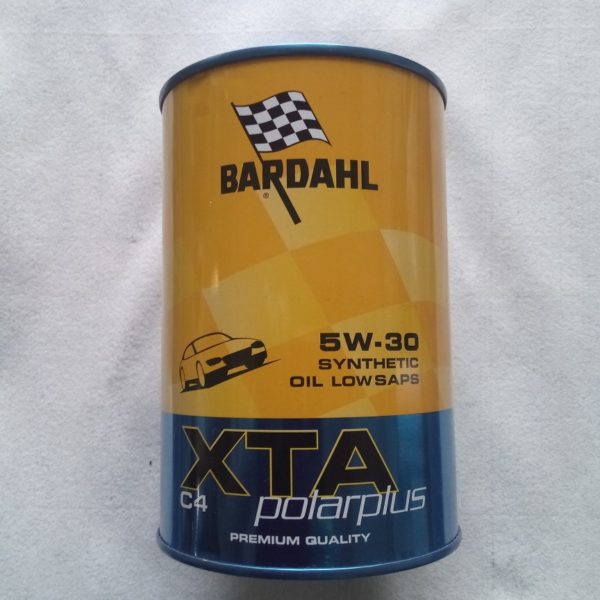 BARDAHL
®
5W-30
SYNTHETIC
OIL LOWSAPS
XTA
C4 polarplus
PREMIUM QUALITY